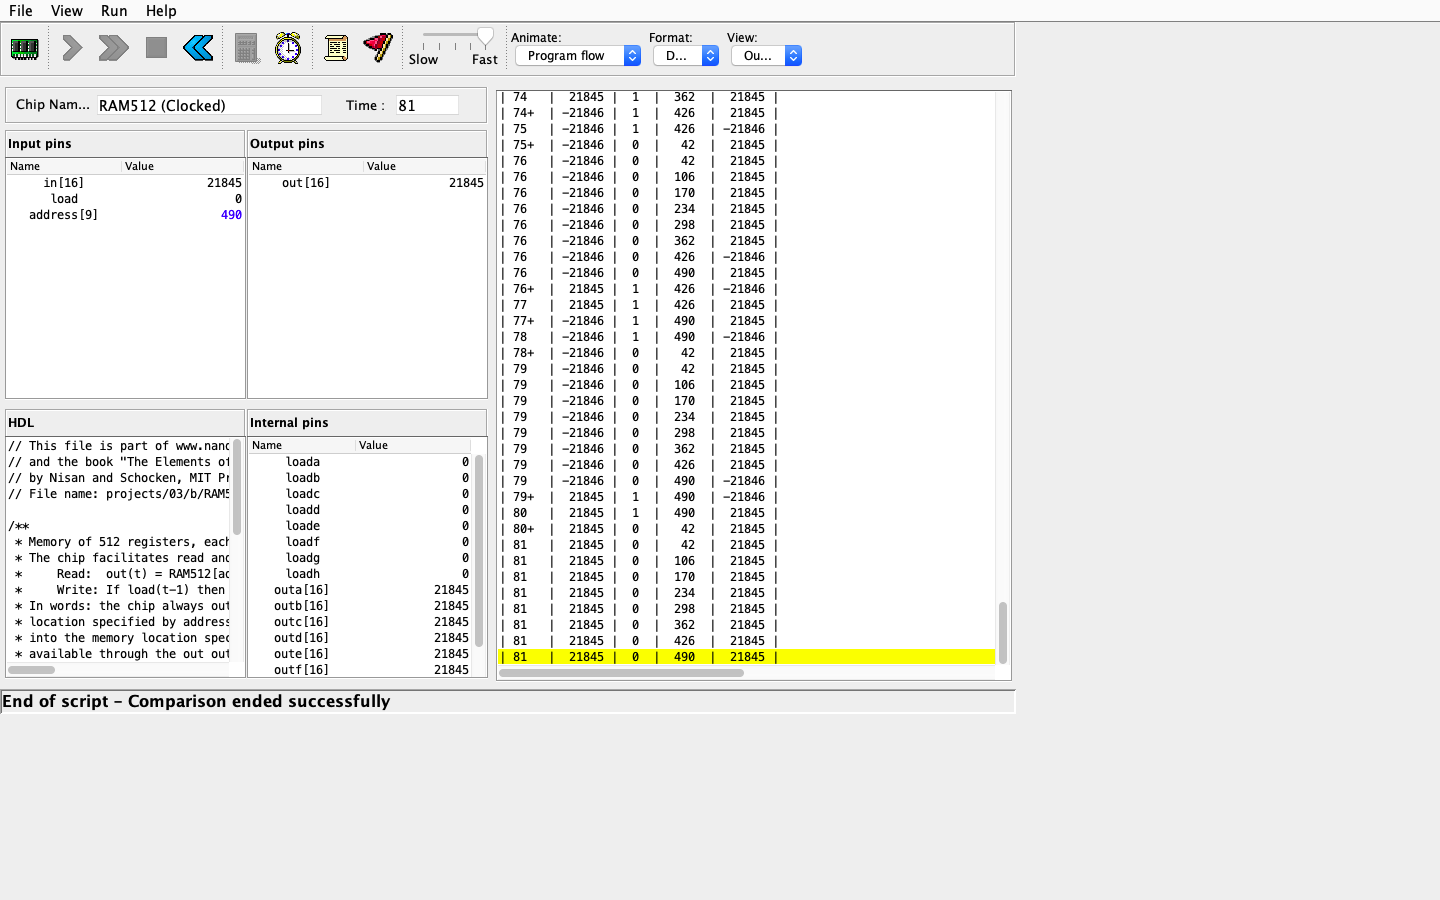 File View Run Help
Slow Fast
Animate: Format: View:
Program flow D... Ou...
Chip Nam... RAM512 (Clocked) Time : 81
Input pins
Name Value
in[16] 21845
load 0
address[9] 490
Output pins
Name Value
out[16] 21845
HDL
// This file is part of www.nand
// and the book "The Elements of
// by Nisan and Schocken, MIT Pr
// File name: projects/03/b/RAM5
/**
* Memory of 512 registers, each
* The chip facilitates read and
* Read: out(t) = RAM512[ad
* Write: If load(t-1) then
* In words: the chip always out
* location specified by address
* into the memory location spec
* available through the out out
Internal pins
Name Value
loada 0
loadb 0
loadc 0
loadd 0
loade 0
loadf 0
loadg 0
loadh 0
outa[16] 21845
outb[16] 21845
outc[16] 21845
outd[16] 21845
oute[16] 21845
outf[16] 21845
| 74 | 21845 | 1 | 362 | 21845 |
| 74+ | -21846 | 1 | 426 | 21845 |
| 75 | -21846 | 1 | 426 | -21846 |
| 75+ | -21846 | 0 | 42 | 21845 |
| 76 | -21846 | 0 | 42 | 21845 |
| 76 | -21846 | 0 | 106 | 21845 |
| 76 | -21846 | 0 | 170 | 21845 |
| 76 | -21846 | 0 | 234 | 21845 |
| 76 | -21846 | 0 | 298 | 21845 |
| 76 | -21846 | 0 | 362 | 21845 |
| 76 | -21846 | 0 | 426 | -21846 |
| 76 | -21846 | 0 | 490 | 21845 |
| 76+ | 21845 | 1 | 426 | -21846 |
| 77 | 21845 | 1 | 426 | 21845 |
| 77+ | -21846 | 1 | 490 | 21845 |
| 78 | -21846 | 1 | 490 | -21846 |
| 78+ | -21846 | 0 | 42 | 21845 |
| 79 | -21846 | 0 | 42 | 21845 |
| 79 | -21846 | 0 | 106 | 21845 |
| 79 | -21846 | 0 | 170 | 21845 |
| 79 | -21846 | 0 | 234 | 21845 |
| 79 | -21846 | 0 | 298 | 21845 |
| 79 | -21846 | 0 | 362 | 21845 |
| 79 | -21846 | 0 | 426 | 21845 |
| 79 | -21846 | 0 | 490 | -21846 |
| 79+ | 21845 | 1 | 490 | -21846 |
| 80 | 21845 | 1 | 490 | 21845 |
| 80+ | 21845 | 0 | 42 | 21845 |
| 81 | 21845 | 0 | 42 | 21845 |
| 81 | 21845 | 0 | 106 | 21845 |
| 81 | 21845 | 0 | 170 | 21845 |
| 81 | 21845 | 0 | 234 | 21845 |
| 81 | 21845 | 0 | 298 | 21845 |
| 81 | 21845 | 0 | 362 | 21845 |
| 81 | 21845 | 0 | 426 | 21845 |
| 81 | 21845 | 0 | 490 | 21845 |
End of script - Comparison ended successfully